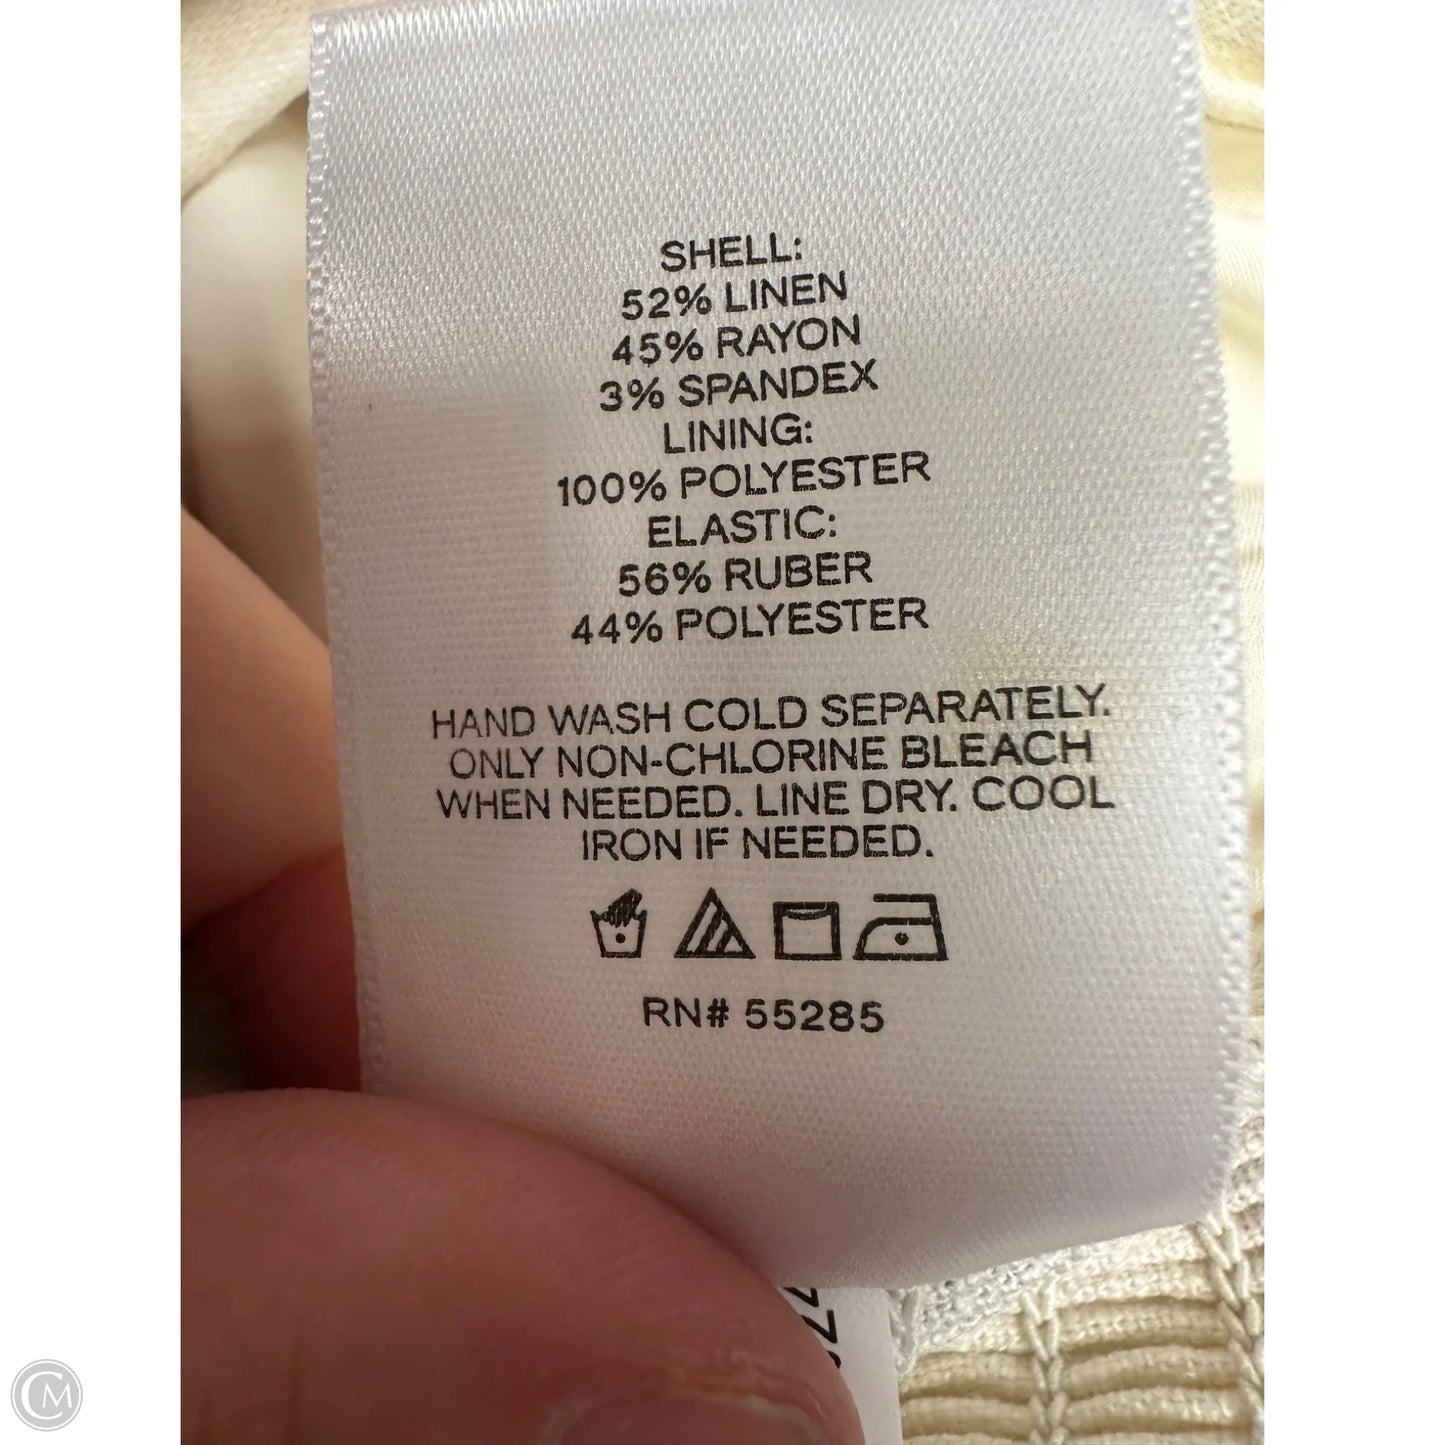 SHELL:
52% LINEN
45% RAYON
3% SPANDEX
LINING:
100% POLYESTER
ELASTIC:
56% RUBER
44% POLYESTER
HAND WASH COLD SEPARATELY.
ONLY NON-CHLORINE BLEACH
WHEN NEEDED. LINE DRY. COOL
IRON IF NEEDED.
RN# 55285
CM